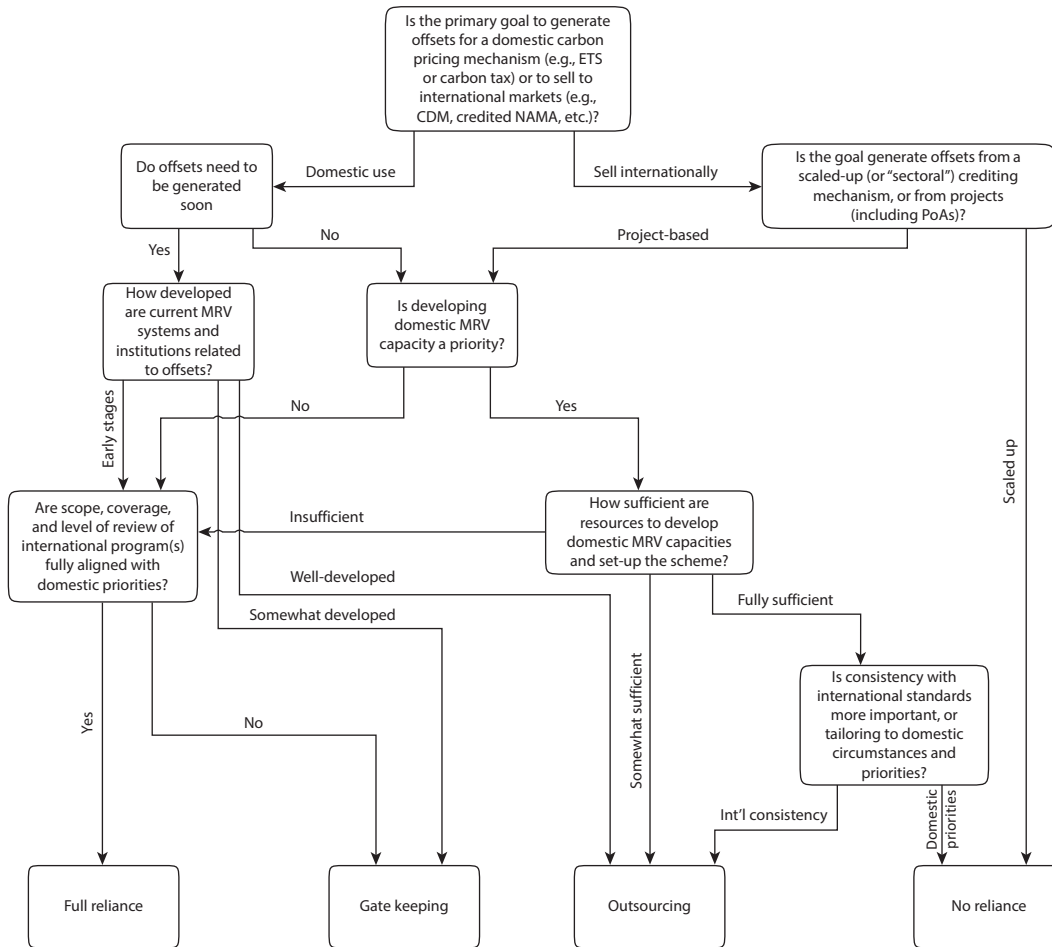 Is the primary goal to generate
offsets for a domestic carbon
pricing mechanism (e.g., ETS
or carbon tax) or to sell to
international markets (e.g.,
CDM, credited NAMA, etc.)?
Do offsets need to
be generated
soon
Domestic use
Sell internationally
Is the goal generate offsets from a
scaled-up (or “sectoral”) crediting
mechanism, or from projects
(including PoAs)?
Yes
No
Project-based
How developed
are current MRV
systems and
institutions related
to offsets?
Is developing
domestic MRV
capacity a priority?
Early stages
No
Yes
Scaled up
Are scope, coverage,
and level of review of
international program(s)
fully aligned with
domestic priorities?
Insufficient
How sufficient are
resources to develop
domestic MRV capacities
and set-up the scheme?
Well-developed
Somewhat developed
Fully sufficient
Yes
No
Somewhat sufficient
Is consistency with
international standards
more important, or
tailoring to domestic
circumstances and
priorities?
Int’l consistency
Domestic
priorities
Full reliance
Gate keeping
Outsourcing
No reliance